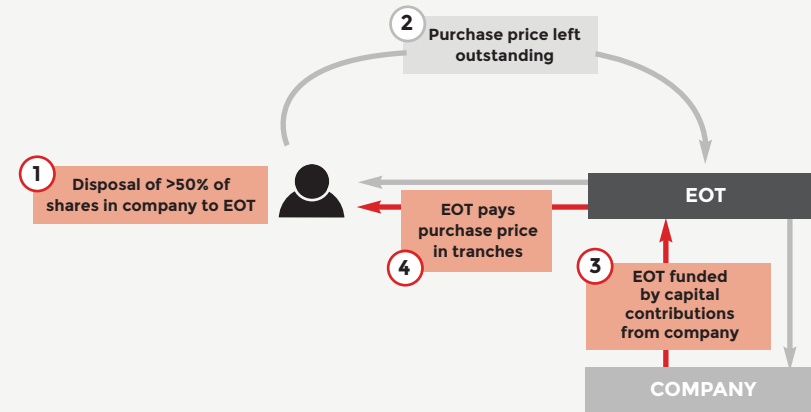 1
Disposal of >50% of
shares in company to EOT
2
Purchase price left
outstanding
EOT
EOT pays
purchase price
in tranches
4
3
EOT funded
by capital
contributions
from company
COMPANY